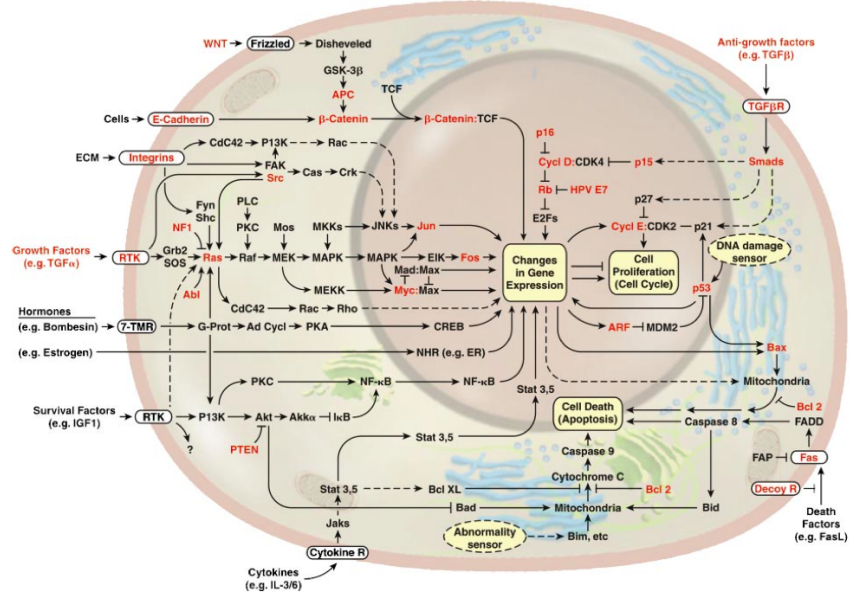 WNT
Frizzled
Disheveled
GSK-3β
APC
TCF
Cells
E-Cadherin
β-Catenin
β-Catenin:TCF
Anti-growth factors
(e.g. TGFβ)
TGFβR
ECM
Integrins
CdC42
P13K
Rac
FAK
Src
Cas
Crk
p16
Cycl D:CDK4
p15
Smads
Rb
HPV E7
E2Fs
p27
Cycl E:CDK2
p21
Fyn
Shc
NF1
PLC
PKC
Mos
MKKs
JNKs
Jun
Growth Factors
(e.g. TGFα)
RTK
Grb2
SOS
Ras
Raf
MEK
MAPK
MAPK
ElK
Fos
Mad:Max
MEKK
Myc:Max
Abl
Changes
in Gene
Expression
Cell
Proliferation
(Cell Cycle)
DNA damage
sensor
p53
CdC42
Rac
Rho
Hormones
(e.g. Bombesin)
7-TMR
G-Prot
Ad Cycl
PKA
CREB
ARF
MDM2
(e.g. Estrogen)
NHR (e.g. ER)
Bax
PKC
NF-κB
NF-κB
Stat 3,5
Mitochondria
Survival Factors
(e.g. IGF1)
RTK
P13K
Akt
Akkα
IκB
PTEN
?
Cell Death
(Apoptosis)
Bcl 2
Caspase 8
FADD
Stat 3,5
Caspase 9
FAP
Fas
Cytochrome C
Stat 3,5
Bcl XL
Bcl 2
Decoy R
Jaks
Bad
Mitochondria
Bid
Death
Factors
(e.g. FasL)
Abnormality
sensor
Bim, etc
Cytokine R
Cytokines
(e.g. IL-3/6)